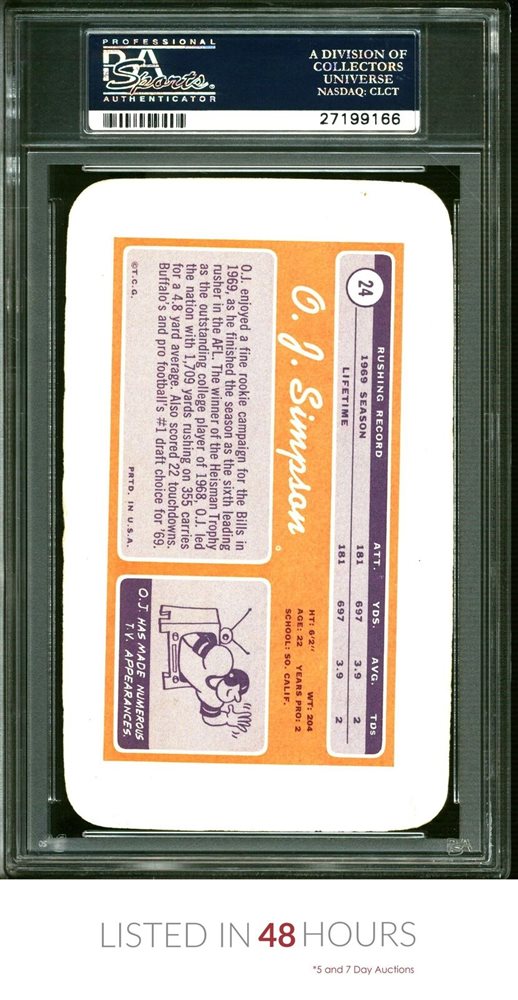 PROFESSIONAL
PSA
Sports
AUTHENTICATOR
A DIVISION OF
COLLECTORS
UNIVERSE
NASDAQ: CLCT
27199166
24
RUSHING RECORD ATT. YDS. AVG. TDS
1969 SEASON 181 697 3.9 2
LIFETIME 181 697 3.9 2
O. J. Simpson
HT: 6'2" WT: 204
AGE: 22 YEARS PRO: 2
SCHOOL: SO. CALIF.
O.J. enjoyed a fine rookie campaign for the Bills in
1969, as he finished the season as the sixth leading
rusher in the AFL. The winner of the Heisman Trophy
as the outstanding college player of 1968, O.J. led
the nation with 1,709 yards rushing on 355 carries
for a 4.8 yard average. Also scored 22 touchdowns.
Buffalo's and pro football's #1 draft choice for '69.
©T.C.G. PRTD. IN U.S.A.
O.J. HAS MADE NUMEROUS
T.V. APPEARANCES.
PSA
LISTED IN 48 HOURS
*5 and 7 Day Auctions